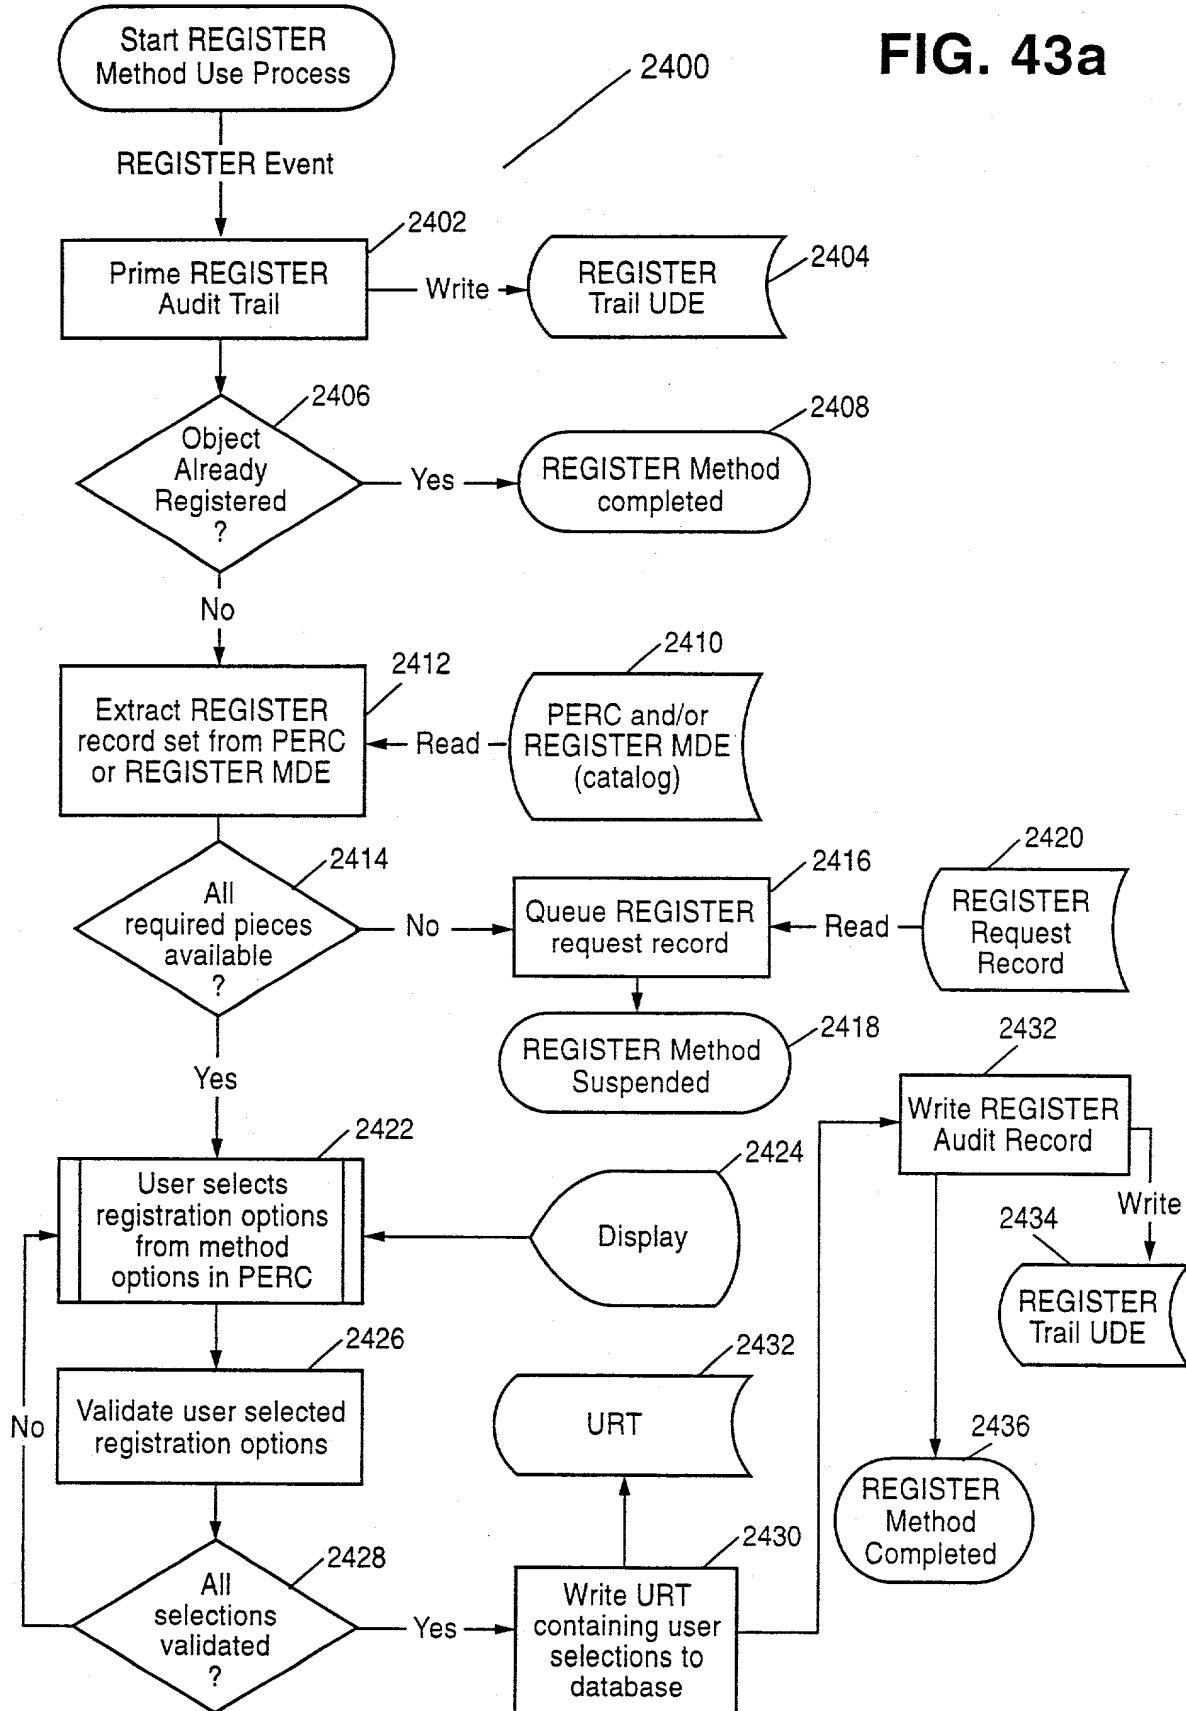 FIG. 43a
Start REGISTER
Method Use Process
2400
REGISTER Event
2402
Prime REGISTER
Audit Trail
Write
2404
REGISTER
Trail UDE
2406
Object
Already
Registered
?
Yes
2408
REGISTER Method
completed
No
2412
Extract REGISTER
record set from PERC
or REGISTER MDE
Read
2410
PERC and/or
REGISTER MDE
(catalog)
2414
All
required pieces
available
?
No
2416
Queue REGISTER
request record
Read
2420
REGISTER
Request
Record
2418
REGISTER Method
Suspended
Yes
2422
User selects
registration options
from method
options in PERC
2424
Display
2426
Validate user selected
registration options
No
2428
All
selections
validated
?
Yes
2430
Write URT
containing user
selections to
database
2432
URT
2432
Write REGISTER
Audit Record
Write
2434
REGISTER
Trail UDE
2436
REGISTER
Method
Completed